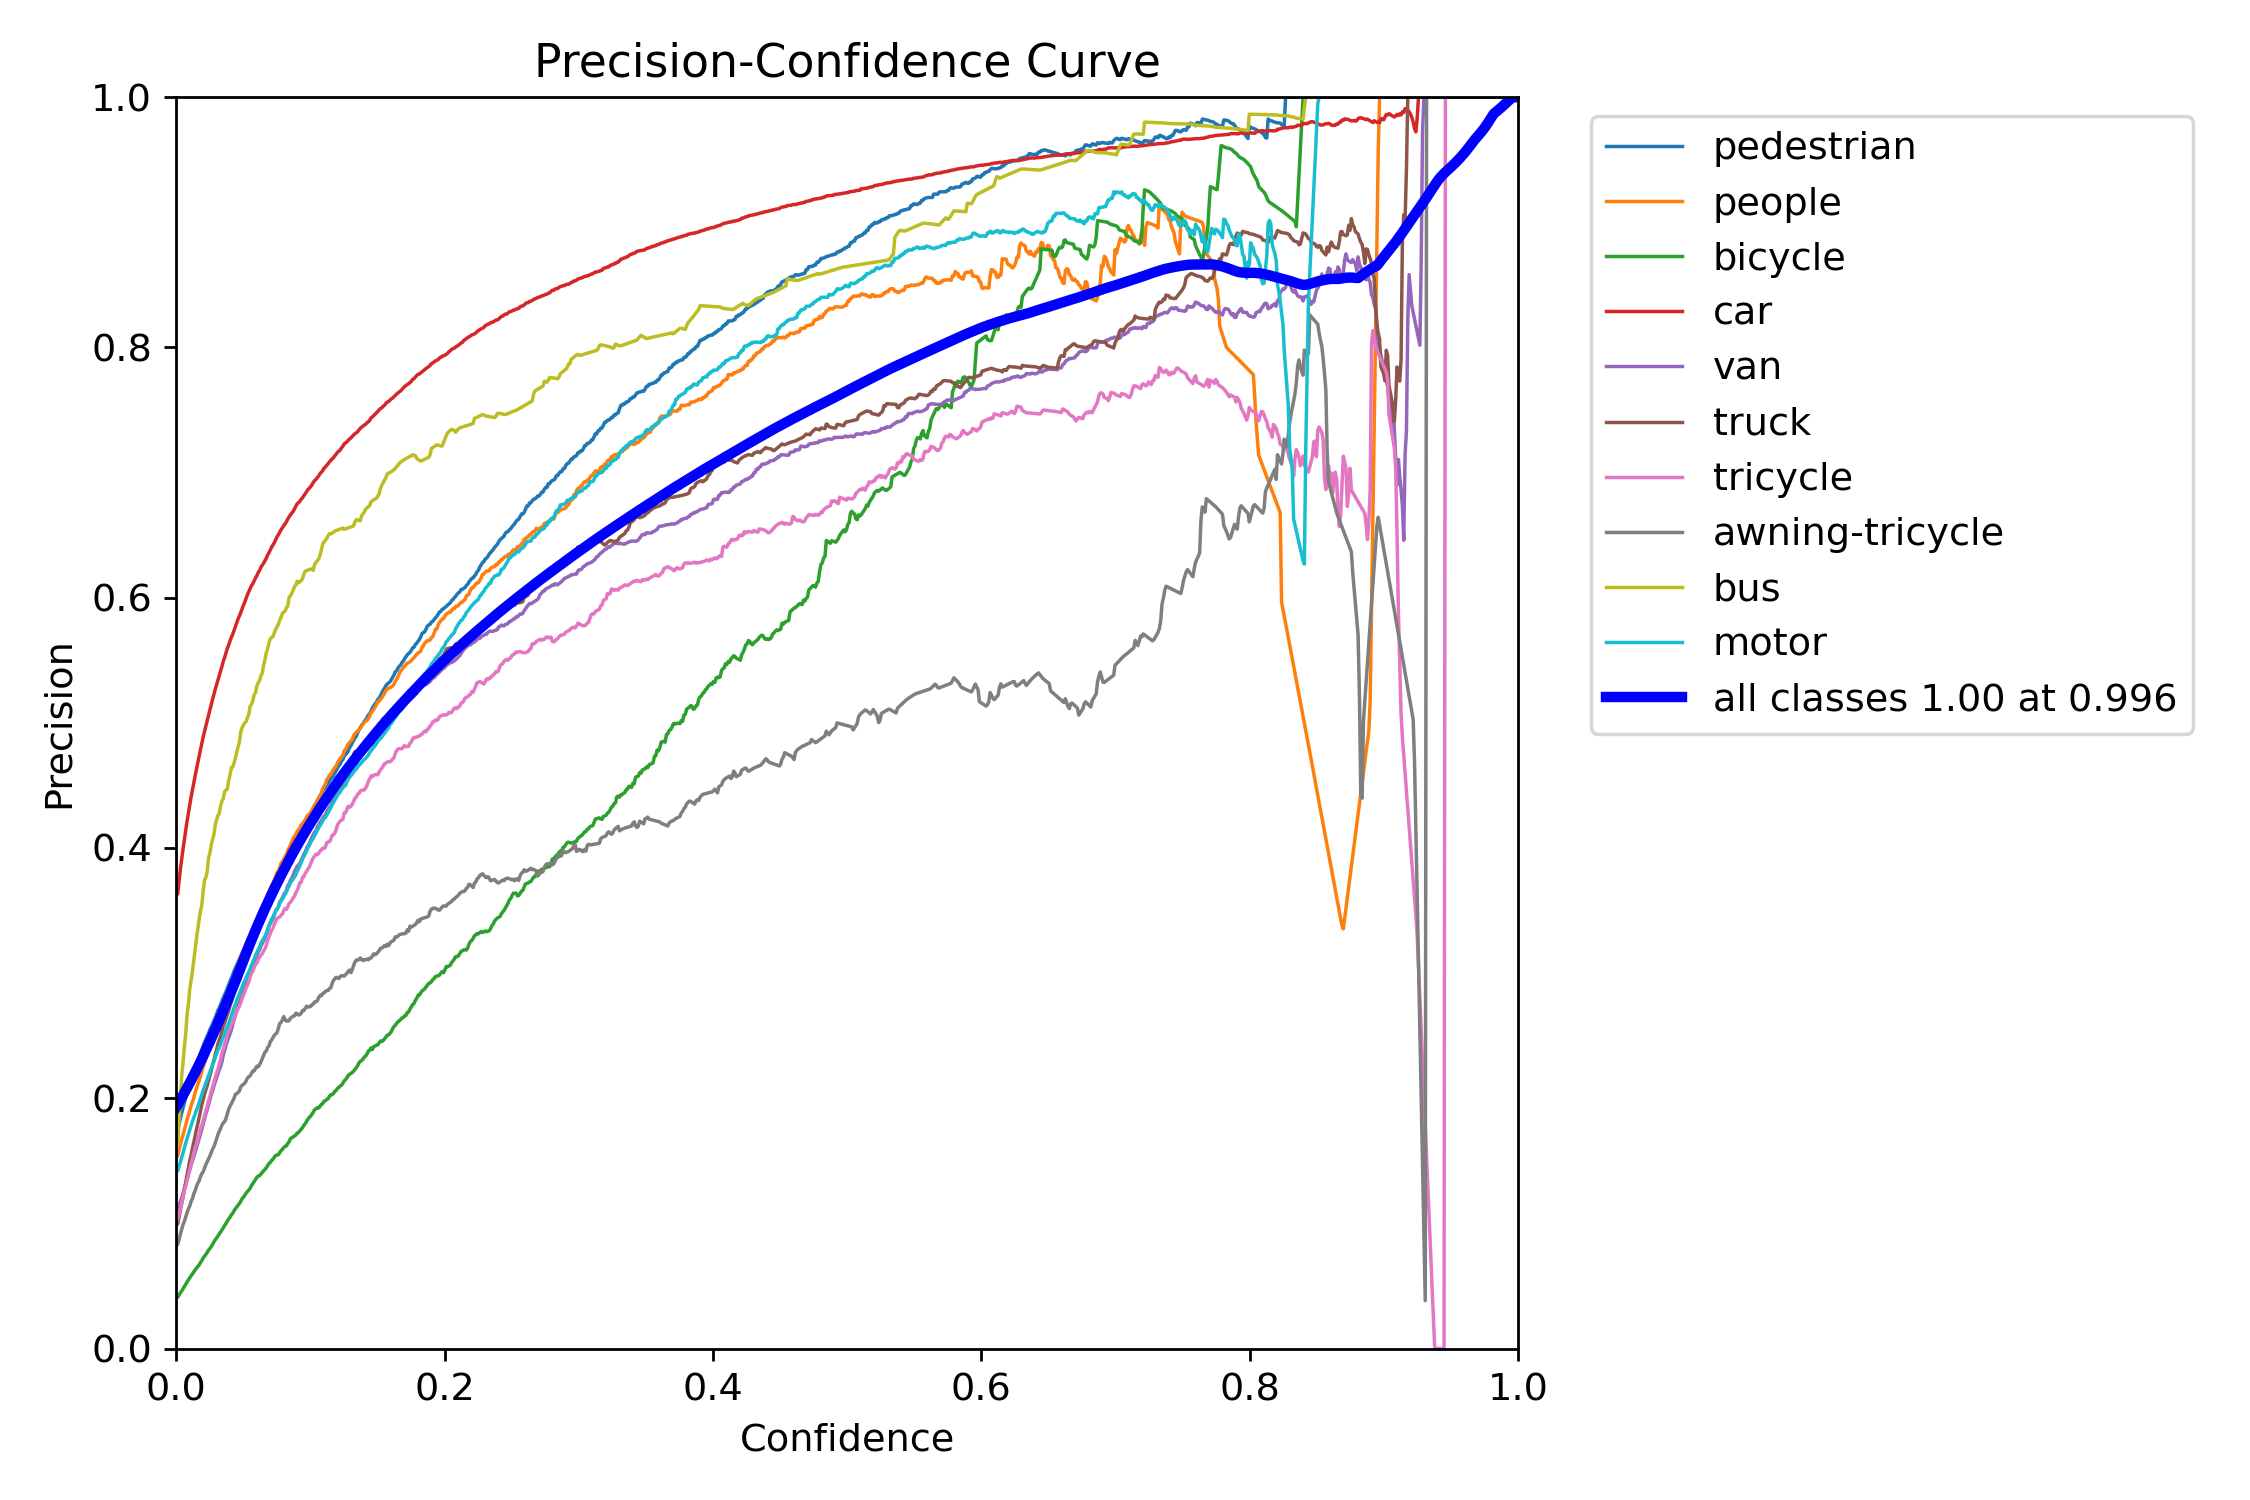 Precision-Confidence Curve
1.0
0.8
0.6
0.4
0.2
0.0
Precision
0.0 0.2 0.4 0.6 0.8 1.0
Confidence
pedestrian
people
bicycle
car
van
truck
tricycle
awning-tricycle
bus
motor
all classes 1.00 at 0.996